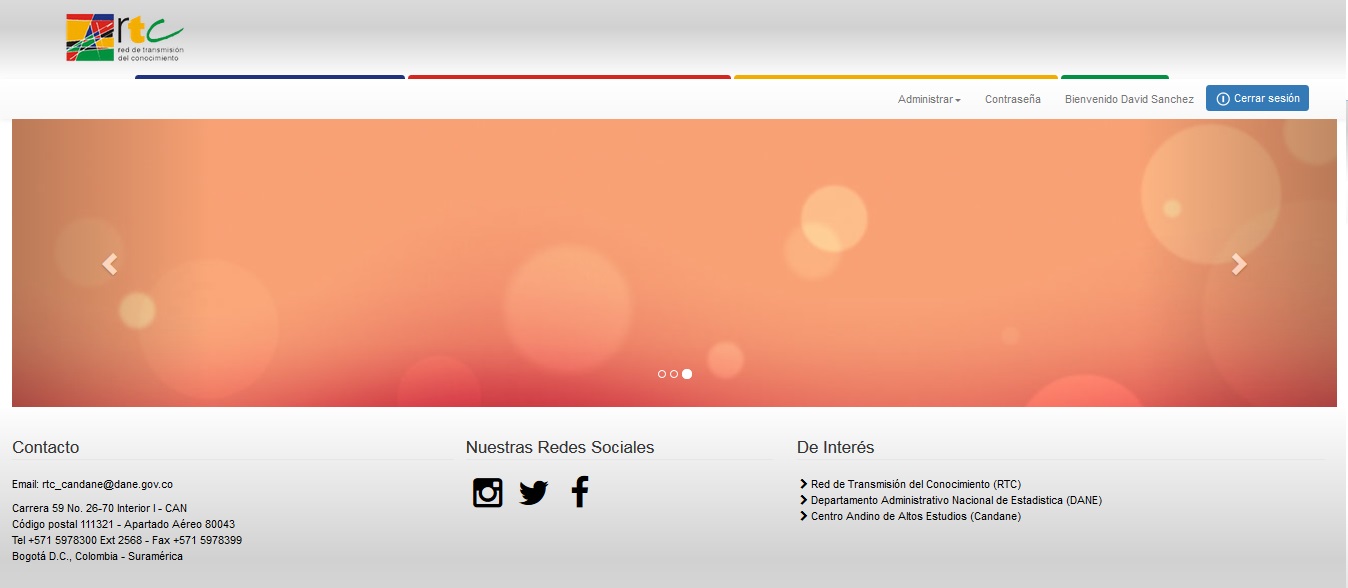 rtc
red de transmisión
del conocimiento
Administrar
Contraseña
Bienvenido David Sanchez
Cerrar sesión
Contacto
Email: rtc_candane@dane.gov.co
Carrera 59 No. 26-70 Interior I - CAN
Código postal 111321 - Apartado Aéreo 80043
Tel +571 5978300 Ext 2568 - Fax +571 5978399
Bogotá D.C., Colombia - Suramérica
Nuestras Redes Sociales
De Interés
Red de Transmisión del Conocimiento (RTC)
Departamento Administrativo Nacional de Estadistica (DANE)
Centro Andino de Altos Estudios (Candane)